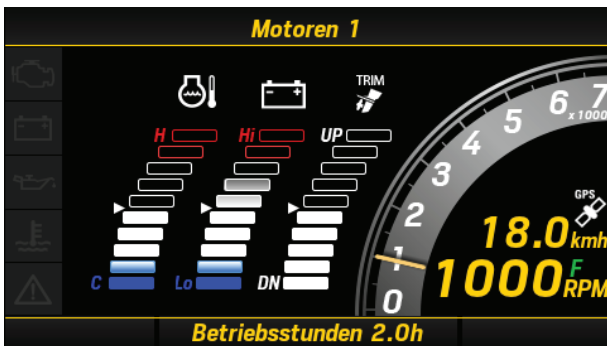 Motoren 1
TRIM
H Hi UP
C Lo DN
0 1 2 3 4 5 6 7
x 1000
GPS
18.0 kmh
F
1000 RPM
Betriebsstunden 2.0h